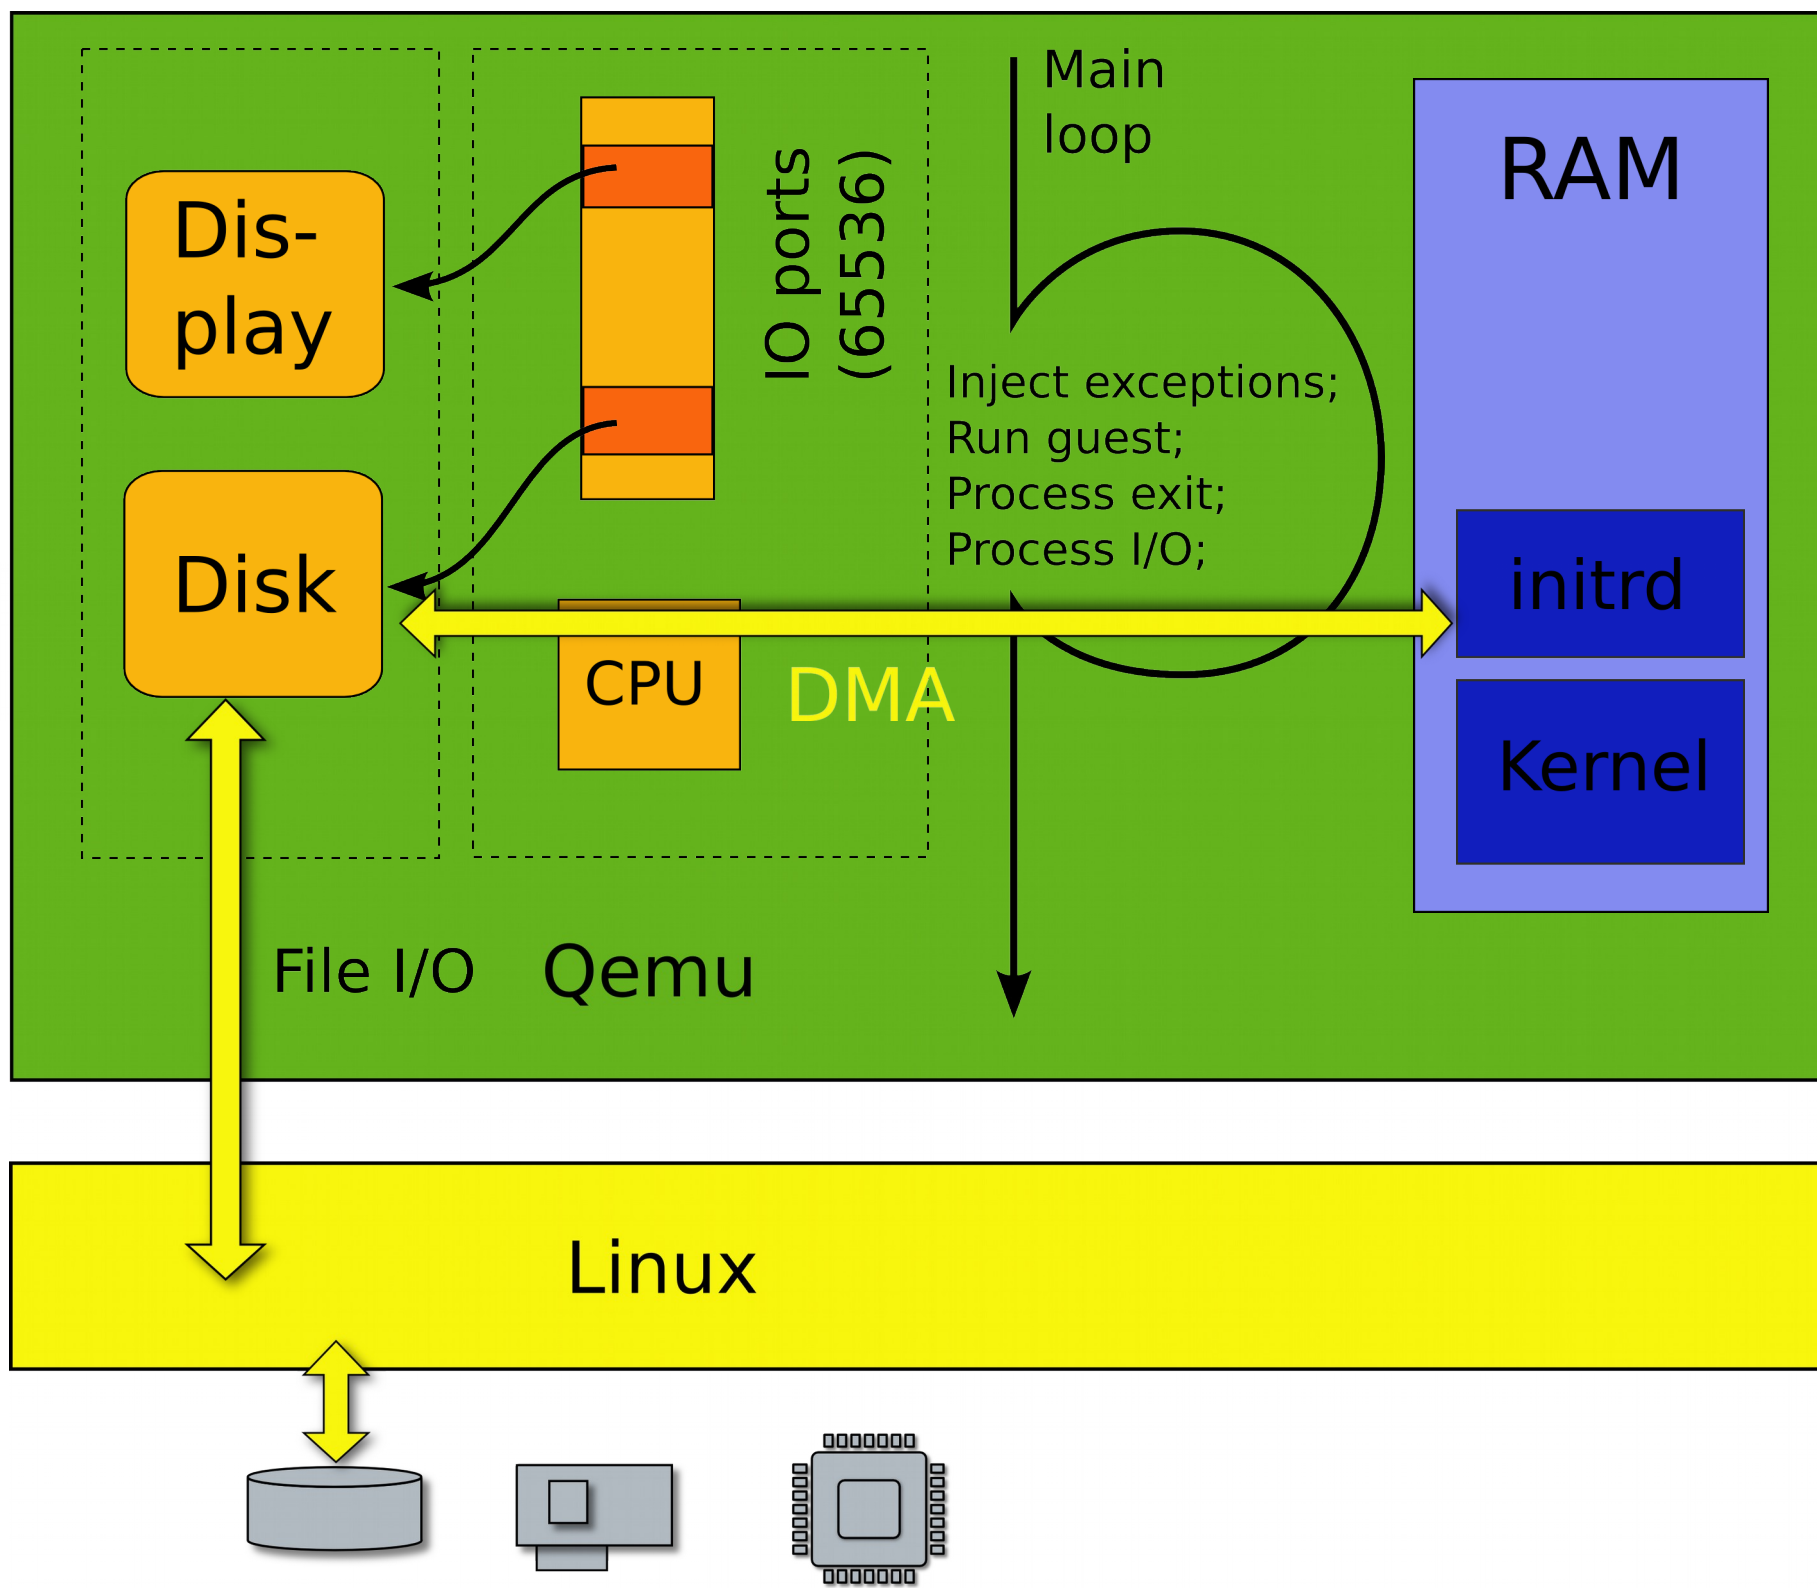 Main
loop
RAM
Dis-
play
IO ports
(65536)
Inject exceptions;
Run guest;
Process exit;
Process I/O;
Disk
initrd
CPU
DMA
Kernel
File I/O
Qemu
Linux